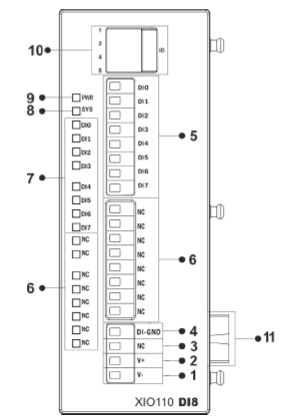 1
2
4
8
ID
10
9
PWR
8
SYS
DI0
DI1
DI2
DI3
DI4
DI5
DI6
DI7
7
NC
NC
NC
NC
NC
NC
NC
NC
6
DI0
DI1
DI2
DI3
DI4
DI5
DI6
DI7
5
NC
NC
NC
NC
NC
NC
NC
NC
6
DI-GND
4
NC
3
V+
2
V-
1
11
XIO110 DI8